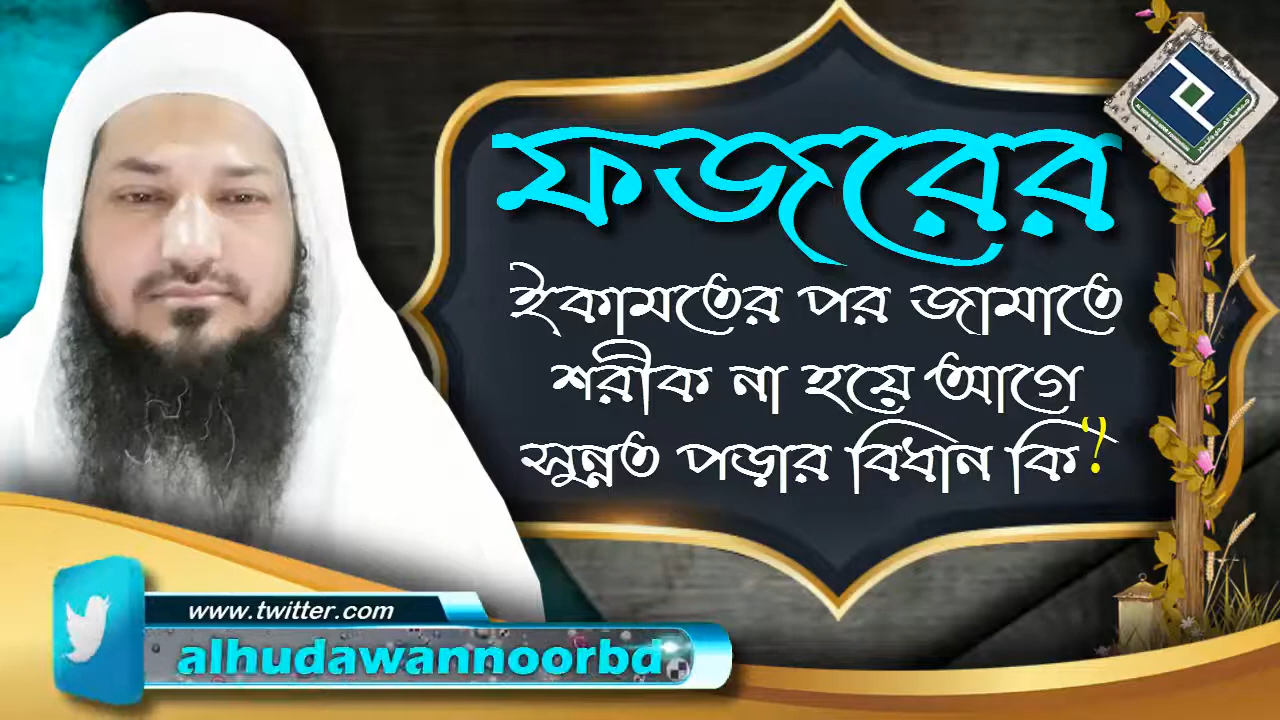 ফজরের
ইকামতের পর জামাতে
শরীক না হয়ে আগে
সুন্নত পড়ার বিধান কি?
www.twitter.com
alhudawannoorbd